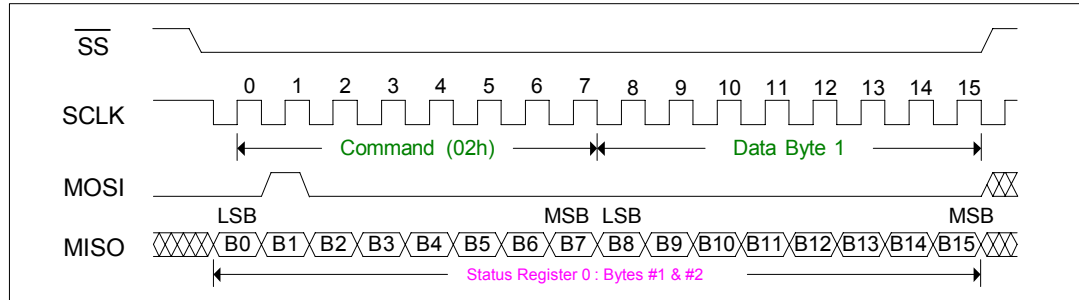 SS
0 1 2 3 4 5 6 7 8 9 10 11 12 13 14 15
SCLK
Command (02h) Data Byte 1
MOSI
LSB MSB LSB MSB
MISO B0 B1 B2 B3 B4 B5 B6 B7 B8 B9 B10 B11 B12 B13 B14 B15
Status Register 0 : Bytes #1 & #2